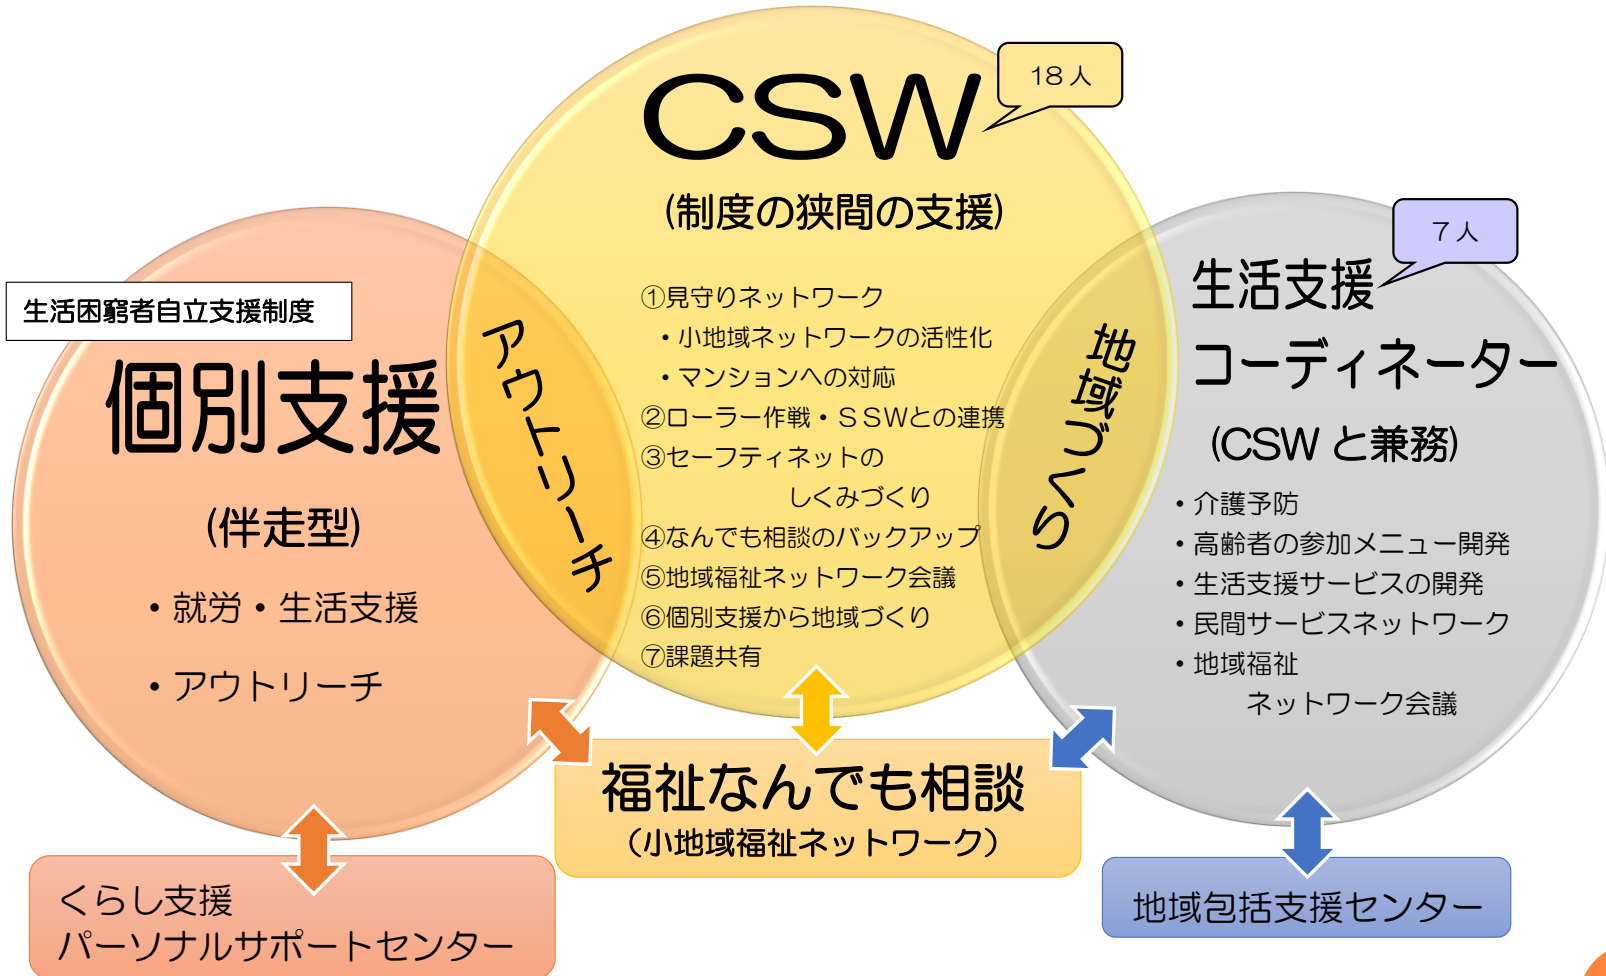 生活困窮者自立支援制度
個別支援
(伴走型)
・就労・生活支援
・アウトリーチ
アウトリーチ
CSW
18人
(制度の狭間の支援)
①見守りネットワーク
・小地域ネットワークの活性化
・マンションへの対応
②ローラー作戦・SSWとの連携
③セーフティネットの
しくみづくり
④なんでも相談のバックアップ
⑤地域福祉ネットワーク会議
⑥個別支援から地域づくり
⑦課題共有
地域づくり
7人
生活支援
コーディネーター
(CSWと兼務)
・介護予防
・高齢者の参加メニュー開発
・生活支援サービスの開発
・民間サービスネットワーク
・地域福祉
ネットワーク会議
福祉なんでも相談
(小地域福祉ネットワーク)
くらし支援
パーソナルサポートセンター
地域包括支援センター